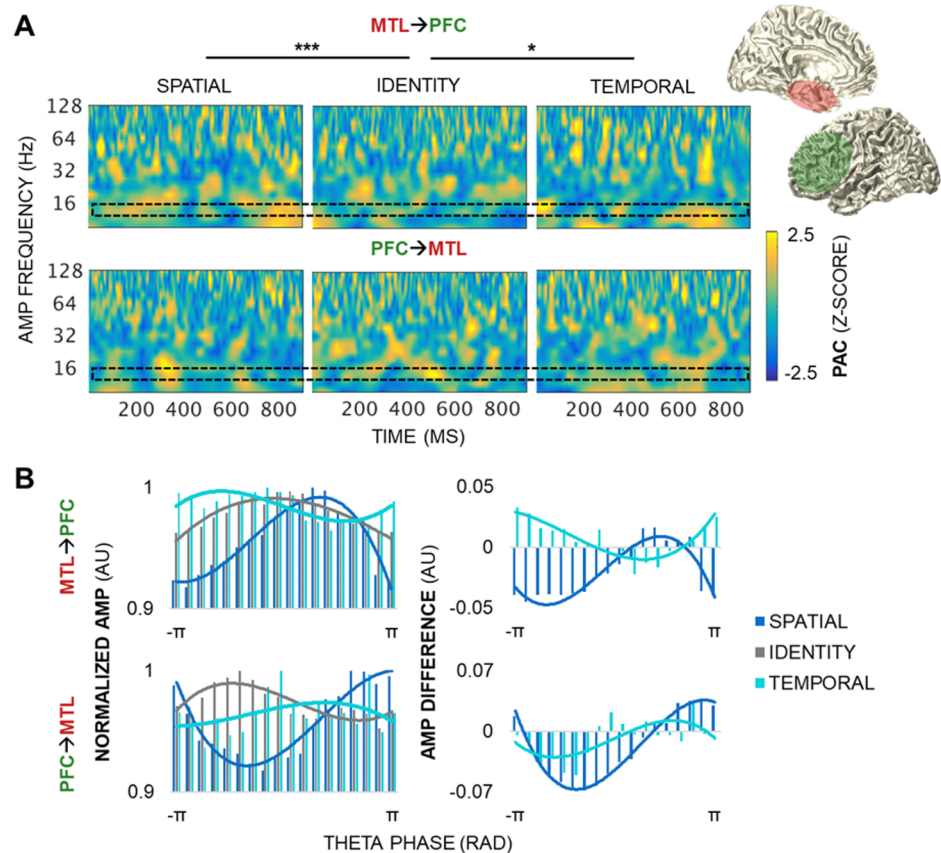 A
MTL→PFC
*** *
SPATIAL IDENTITY TEMPORAL
128
64
32
16
AMP FREQUENCY (Hz)
PFC→MTL
128
64
32
16
200 400 600 800 200 400 600 800 200 400 600 800
TIME (MS)
2.5
-2.5
PAC (Z-SCORE)
B
MTL→PFC
PFC→MTL
NORMALIZED AMP (AU)
1
0.9
-π π
AMP DIFFERENCE (AU)
0.05
0
-0.05
-π π
1
0.9
-π π
0.07
0
-0.07
-π π
THETA PHASE (RAD)
SPATIAL
IDENTITY
TEMPORAL